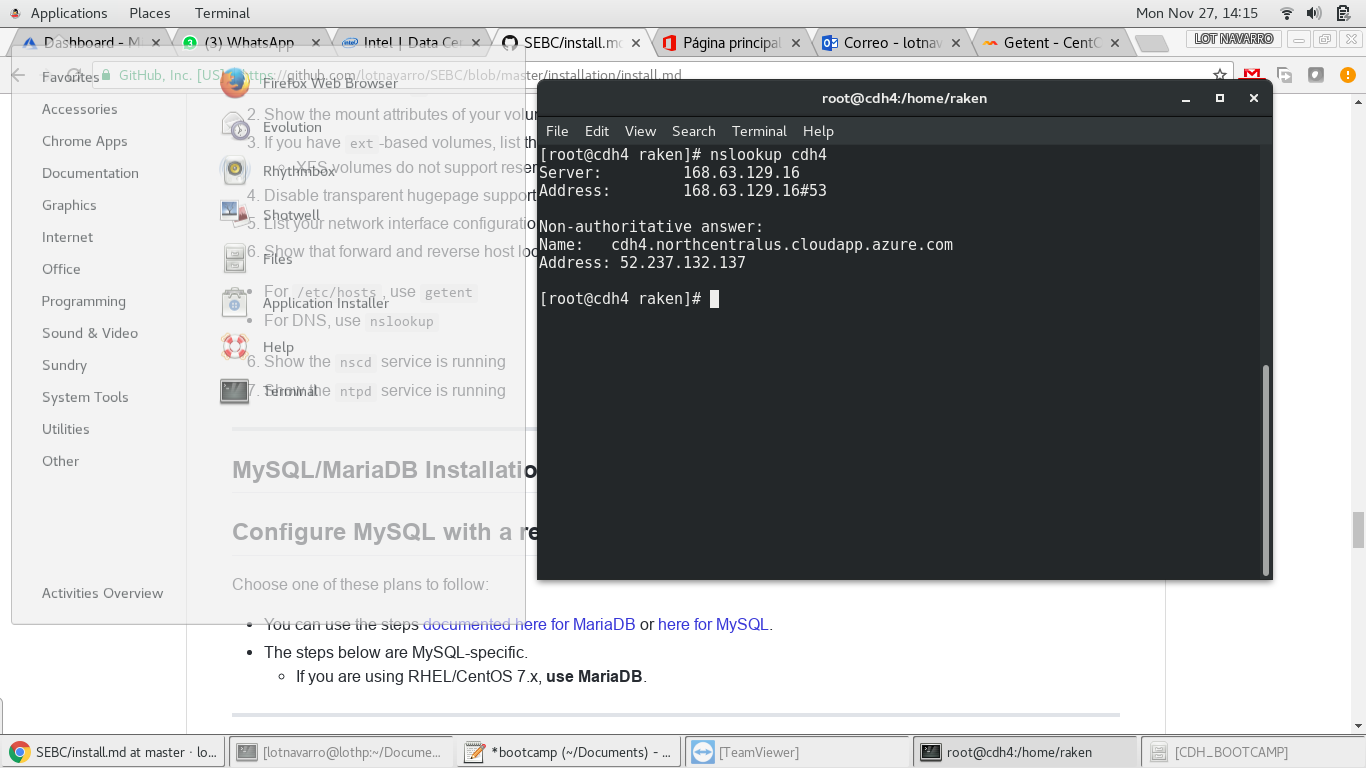 Applications Places Terminal Mon Nov 27, 14:15
Dashboard - M (3) WhatsApp Intel | Data Ce SEBC/install.m Página principal Correo - lotnav Getent - CentO LOT NAVARRO
GitHub, Inc. [US] https://github.com/lotnavarro/SEBC/blob/master/installation/install.md
Favorites
Accessories
Chrome Apps
Documentation
Graphics
Internet
Office
Programming
Sound & Video
Sundry
System Tools
Utilities
Other
Activities Overview
Firefox Web Browser
Evolution
Rhythmbox
Shotwell
Files
Application Installer
Help
Terminal
2. Show the mount attributes of your volu
3. If you have ext -based volumes, list th
XFS volumes do not support reser
4. Disable transparent hugepage support
5. List your network interface configuratio
6. Show that forward and reverse host loo
For /etc/hosts, use getent
For DNS, use nslookup
6. Show the nscd service is running
7. Show the ntpd service is running
MySQL/MariaDB Installatio
Configure MySQL with a re
Choose one of these plans to follow:
You can use the steps documented here for MariaDB or here for MySQL.
The steps below are MySQL-specific.
If you are using RHEL/CentOS 7.x, use MariaDB.
root@cdh4:/home/raken
File Edit View Search Terminal Help
[root@cdh4 raken]# nslookup cdh4
Server: 168.63.129.16
Address: 168.63.129.16#53
Non-authoritative answer:
Name: cdh4.northcentralus.cloudapp.azure.com
Address: 52.237.132.137
[root@cdh4 raken]#
SEBC/install.md at master · lo... [lotnavarro@lothp:~/Docume... *bootcamp (~/Documents) - ... [TeamViewer] root@cdh4:/home/raken [CDH_BOOTCAMP]